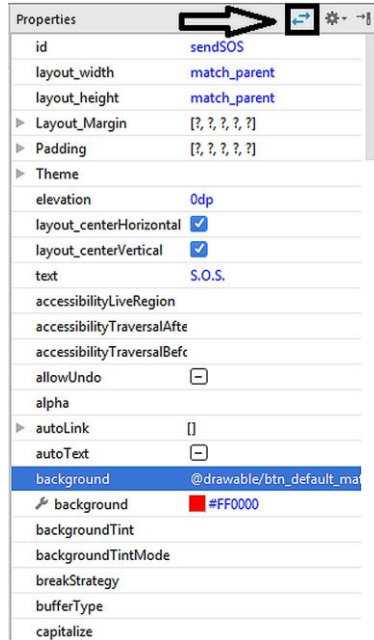 Properties
id sendSOS
layout_width match_parent
layout_height match_parent
Layout_Margin [?, ?, ?, ?, ?]
Padding [?, ?, ?, ?, ?]
Theme
elevation 0dp
layout_centerHorizontal
layout_centerVertical
text S.O.S.
accessibilityLiveRegion
accessibilityTraversalAfte
accessibilityTraversalBefo
allowUndo
alpha
autoLink []
autoText
background @drawable/btn_default_mat
background #FF0000
backgroundTint
backgroundTintMode
breakStrategy
bufferType
capitalize